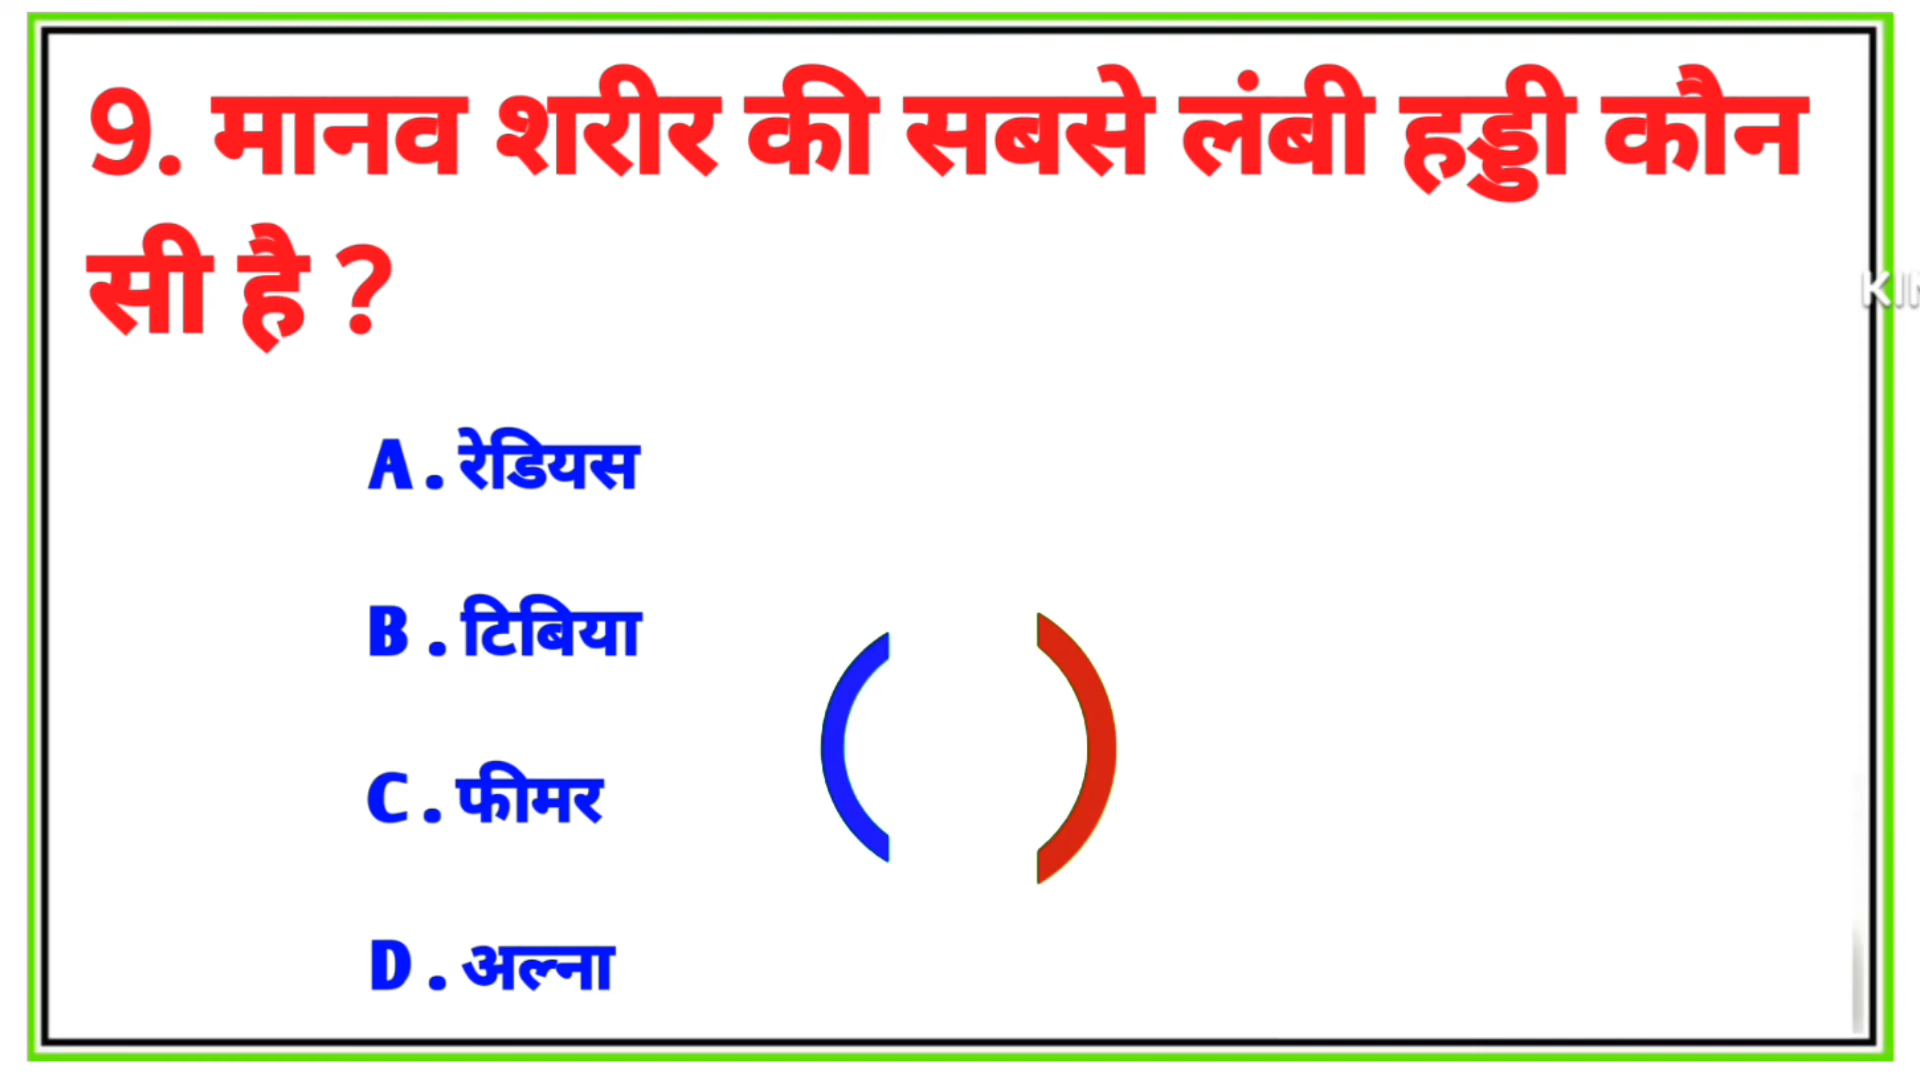 9. मानव शरीर की सबसे लंबी हड्डी कौन
सी है ?
A. रेडियस
B. टिबिया
C. फीमर
D. अल्ना